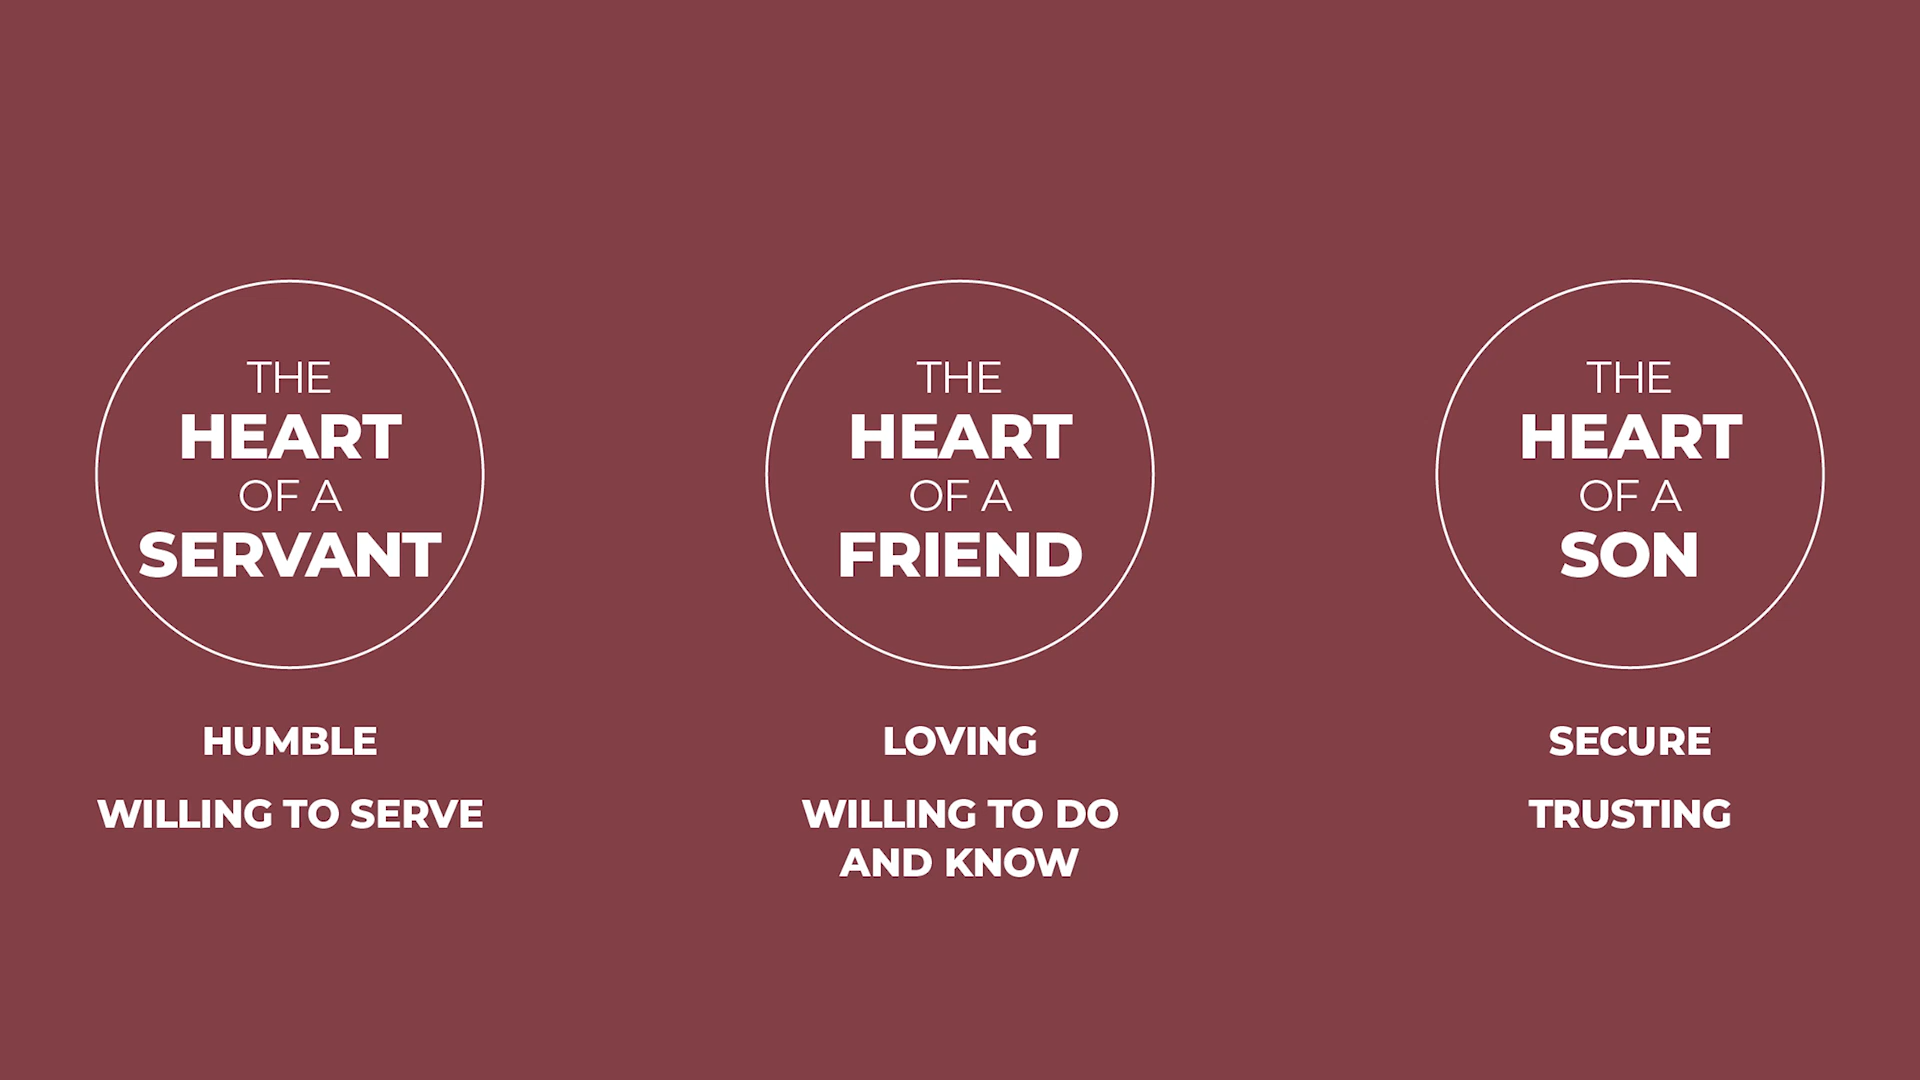 THE
HEART
OF A
SERVANT
HUMBLE
WILLING TO SERVE
THE
HEART
OF A
FRIEND
LOVING
WILLING TO DO
AND KNOW
THE
HEART
OF A
SON
SECURE
TRUSTING